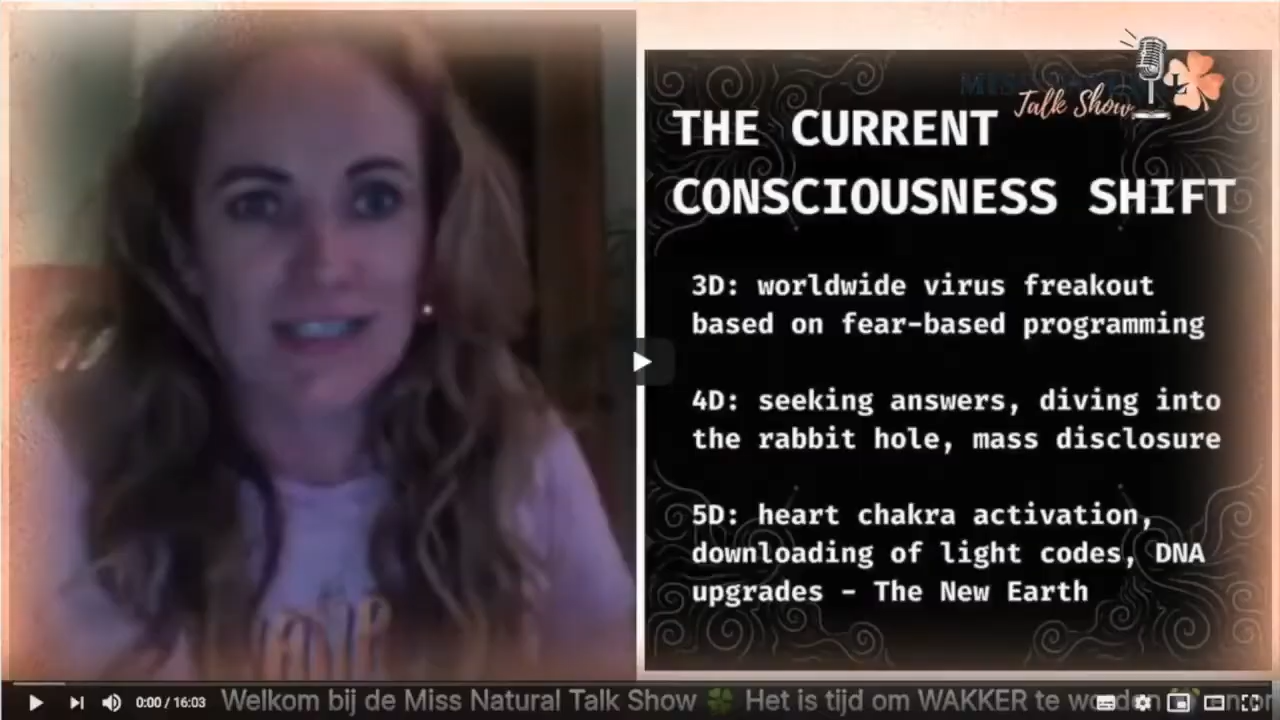 Talk Show
THE CURRENT
CONSCIOUSNESS SHIFT
3D: worldwide virus freakout
based on fear-based programming
4D: seeking answers, diving into
the rabbit hole, mass disclosure
5D: heart chakra activation,
downloading of light codes, DNA
upgrades - The New Earth
0:00 / 16:03
Welkom bij de Miss Natural Talk Show 🍀 Het is tijd om WAKKER te worden